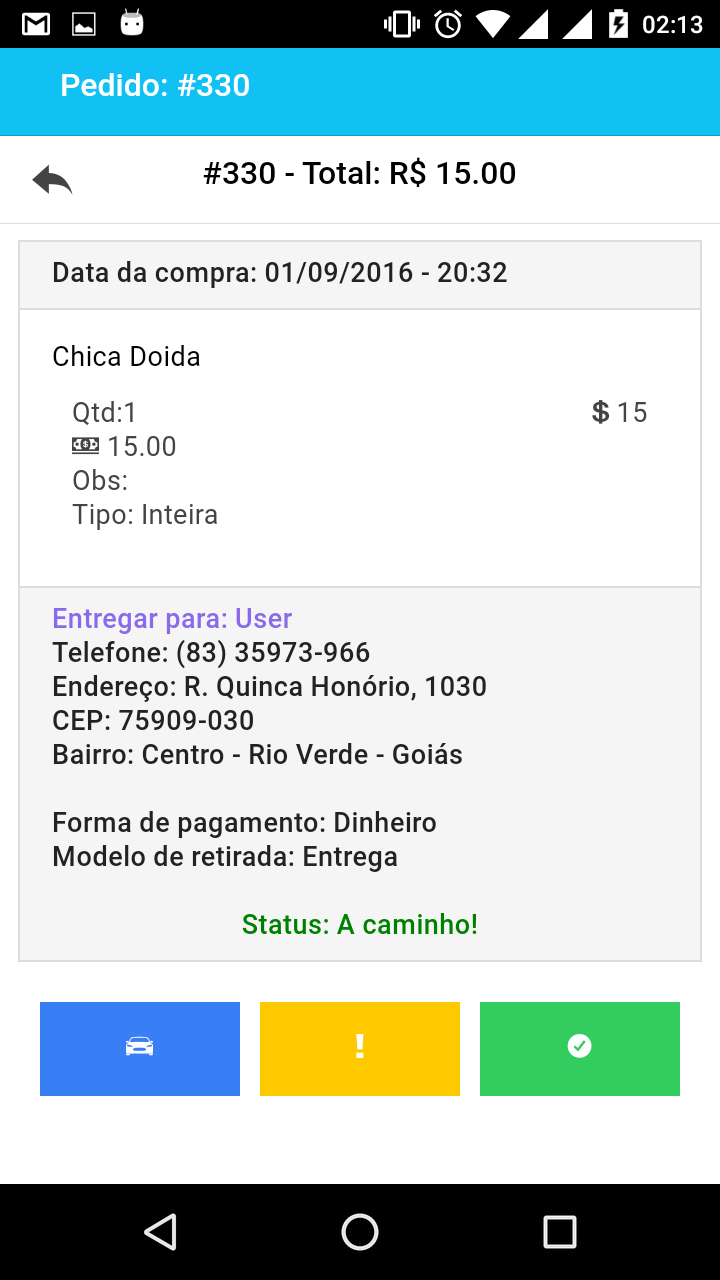 02:13
Pedido: #330
#330 - Total: R$ 15.00
Data da compra: 01/09/2016 - 20:32
Chica Doida
Qtd:1
$ 15
15.00
Obs:
Tipo: Inteira
Entregar para: User
Telefone: (83) 35973-966
Endereço: R. Quinca Honório, 1030
CEP: 75909-030
Bairro: Centro - Rio Verde - Goiás
Forma de pagamento: Dinheiro
Modelo de retirada: Entrega
Status: A caminho!
!